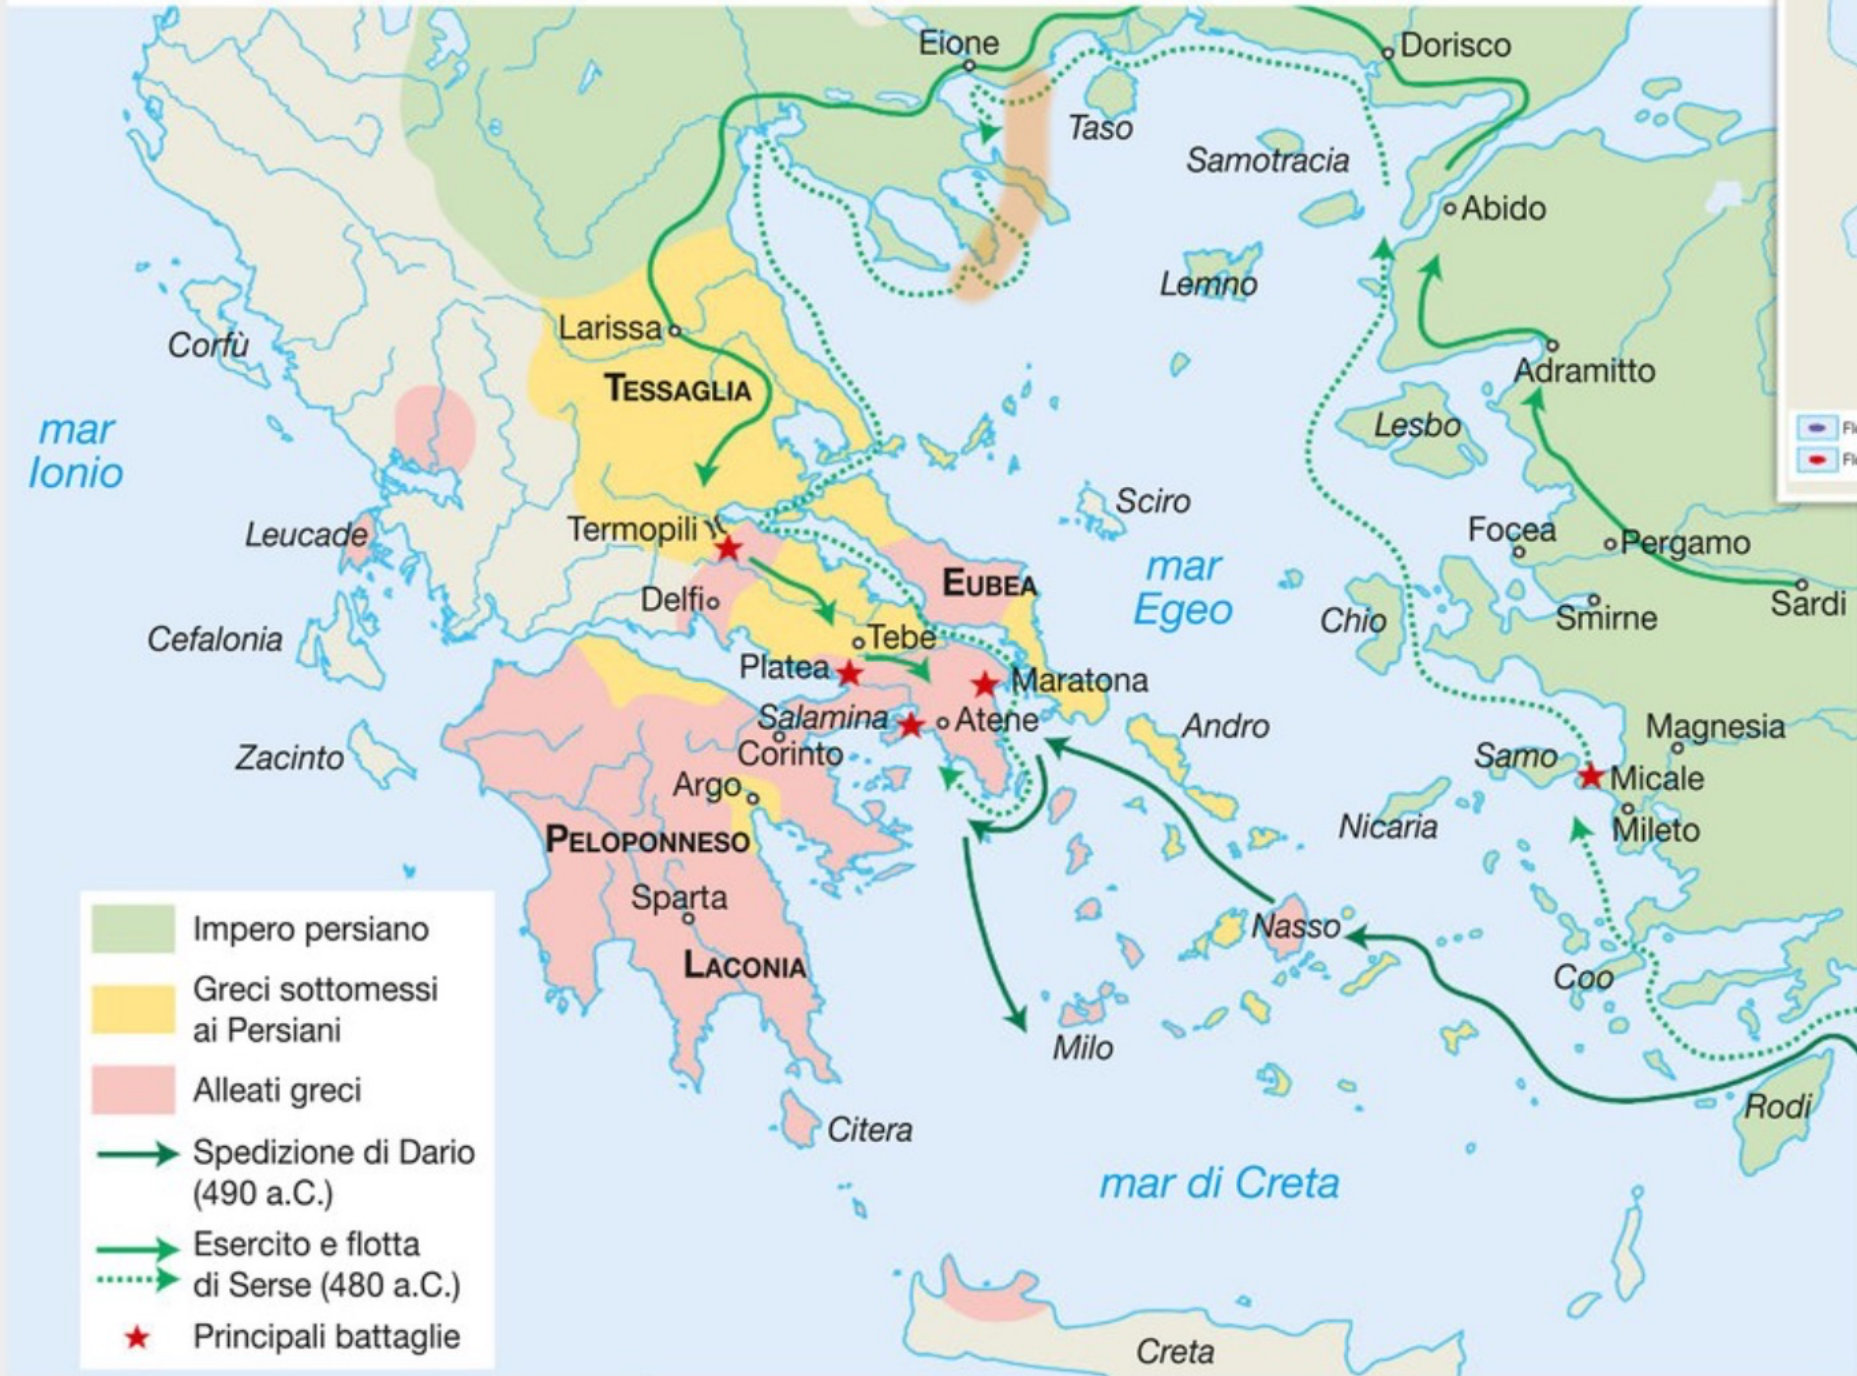 Eione
Dorisco
Taso
Samotracia
Abido
Lemno
Larissa
Corfù
Adramitto
TESSAGLIA
Lesbo
mar
Ionio
Fl
Fl
Sciro
Leucade
Termopili
Focea
Pergamo
mar
Egeo
EUBEA
Delfi
Chio
Smirne
Sardi
Cefalonia
Tebe
Platea
Maratona
Salamina
Atene
Andro
Magnesia
Zacinto
Corinto
Samo
Micale
Argo
Nicaria
Mileto
PELOPONNESO
Sparta
Nasso
LACONIA
Coo
Milo
Rodi
Citera
mar di Creta
Creta
Impero persiano
Greci sottomessi
ai Persiani
Alleati greci
Spedizione di Dario
(490 a.C.)
Esercito e flotta
di Serse (480 a.C.)
Principali battaglie